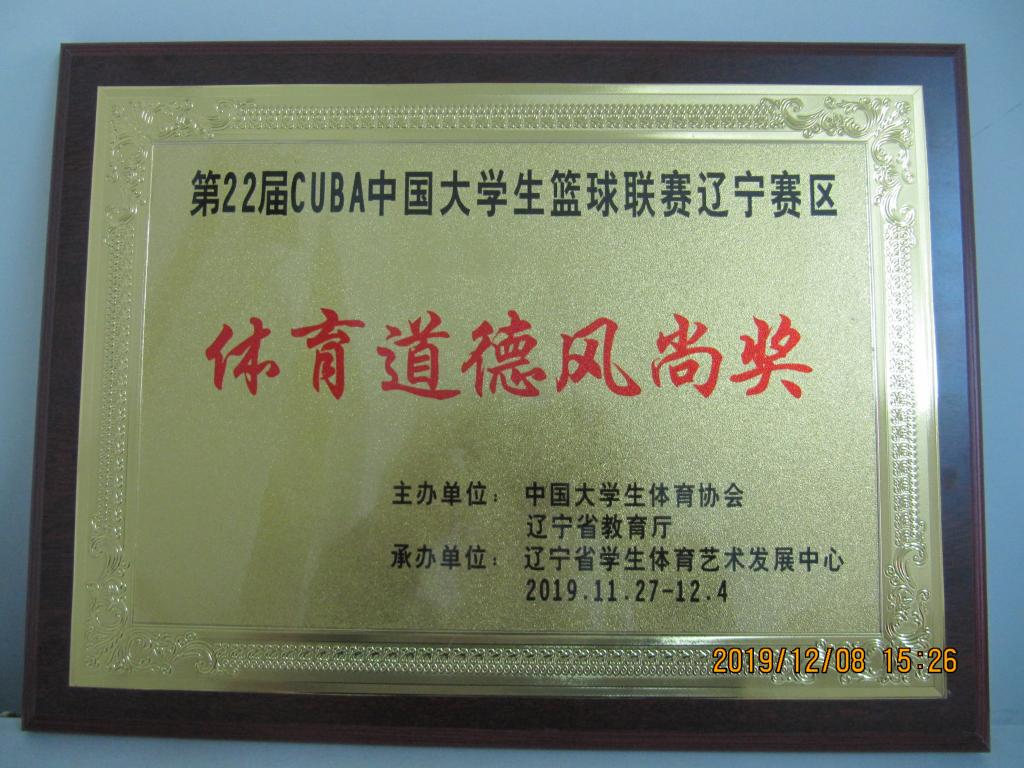 第22届CUBA中国大学生篮球联赛辽宁赛区
体育道德风尚奖
主办单位：中国大学生体育协会
辽宁省教育厅
承办单位：辽宁省学生体育艺术发展中心
2019.11.27-12.4
2019/12/08 15:26